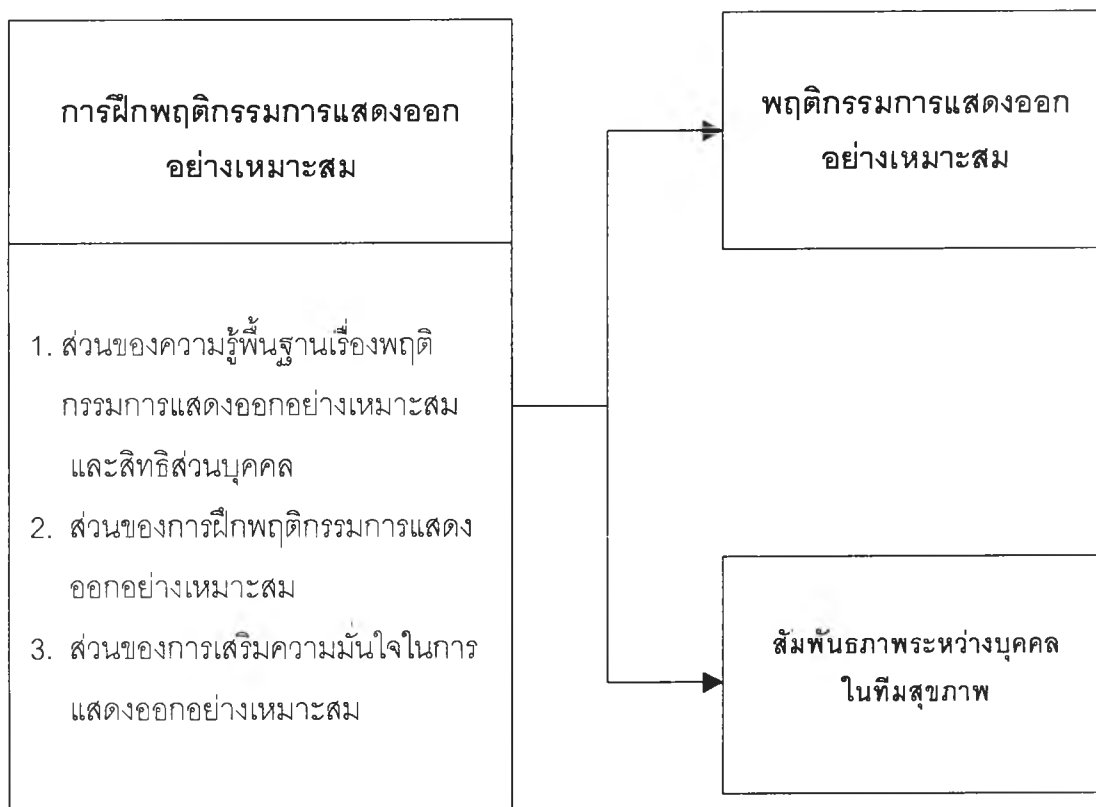 การฝึกพฤติกรรมการแสดงออก
อย่างเหมาะสม
1. ส่วนของความรู้พื้นฐานเรื่องพฤติ
กรรมการแสดงออกอย่างเหมาะสม
และสิทธิส่วนบุคคล
2. ส่วนของการฝึกพฤติกรรมการแสดง
ออกอย่างเหมาะสม
3. ส่วนของการเสริมความมั่นใจในการ
แสดงออกอย่างเหมาะสม
พฤติกรรมการแสดงออก
อย่างเหมาะสม
สัมพันธภาพระหว่างบุคคล
ในทีมสุขภาพ